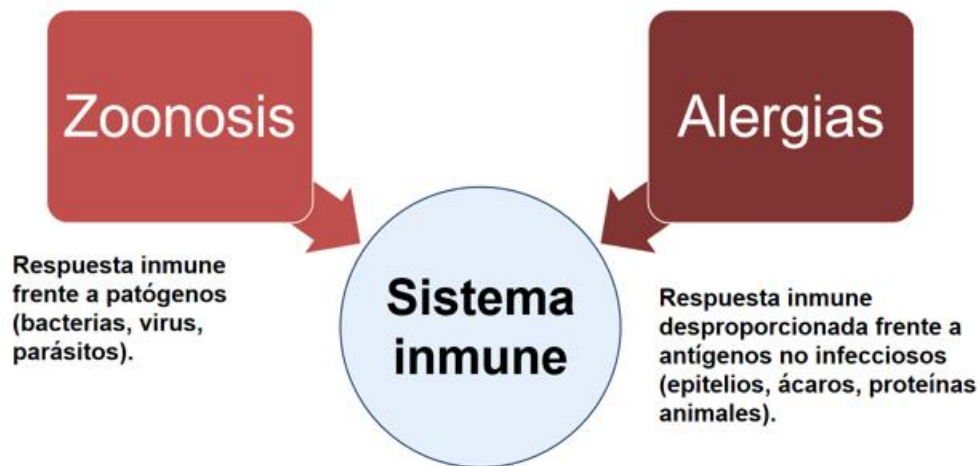 Zoonosis
Alergias
Respuesta inmune
frente a patógenos
(bacterias, virus,
parásitos).
Sistema
inmune
Respuesta inmune
desproporcionada frente a
antígenos no infecciosos
(epitelios, ácaros, proteínas
animales).